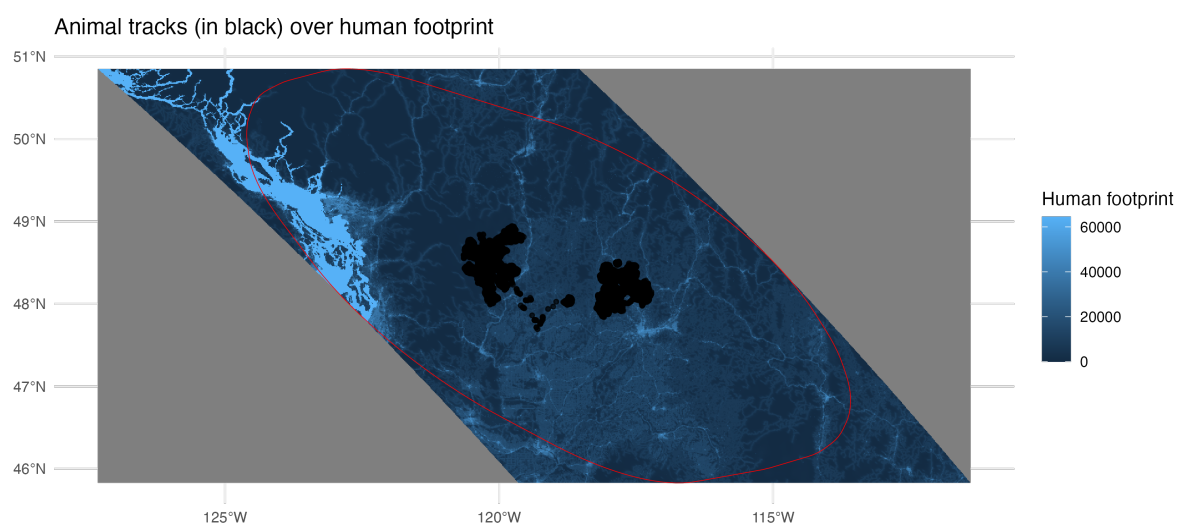 Animal tracks (in black) over human footprint
51°N
50°N
49°N
48°N
47°N
46°N
125°W
120°W
115°W
Human footprint
60000
40000
20000
0